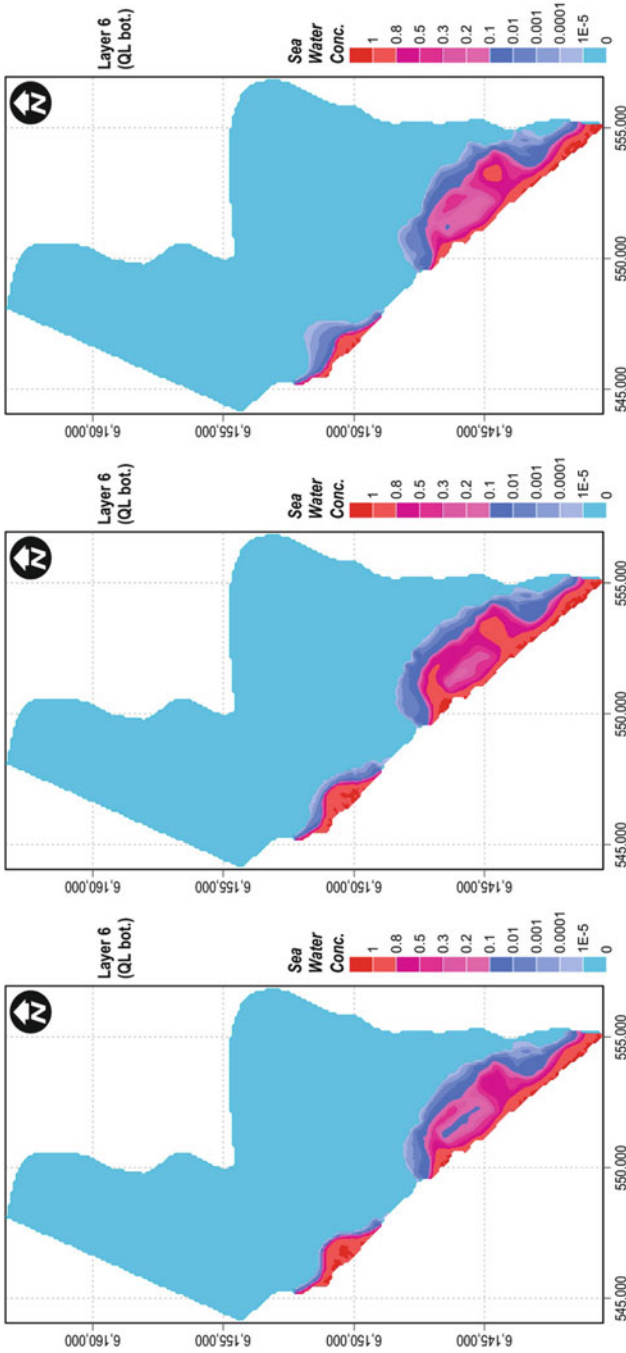 N
Layer 6
(QL bot.)
6,160,000
6,155,000
6,150,000
6,145,000
Sea
Water
Conc.
1
0.8
0.5
0.3
0.2
0.1
0.01
0.001
0.0001
1E-5
0
545.000
550.000
555.000
N
Layer 6
(QL bot.)
6,160,000
6,155,000
6,150,000
6,145,000
Sea
Water
Conc.
1
0.8
0.5
0.3
0.2
0.1
0.01
0.001
0.0001
1E-5
0
545.000
550.000
555.000
N
Layer 6
(QL bot.)
6,160,000
6,155,000
6,150,000
6,145,000
Sea
Water
Conc.
1
0.8
0.5
0.3
0.2
0.1
0.01
0.001
0.0001
1E-5
0
545.000
550.000
555.000